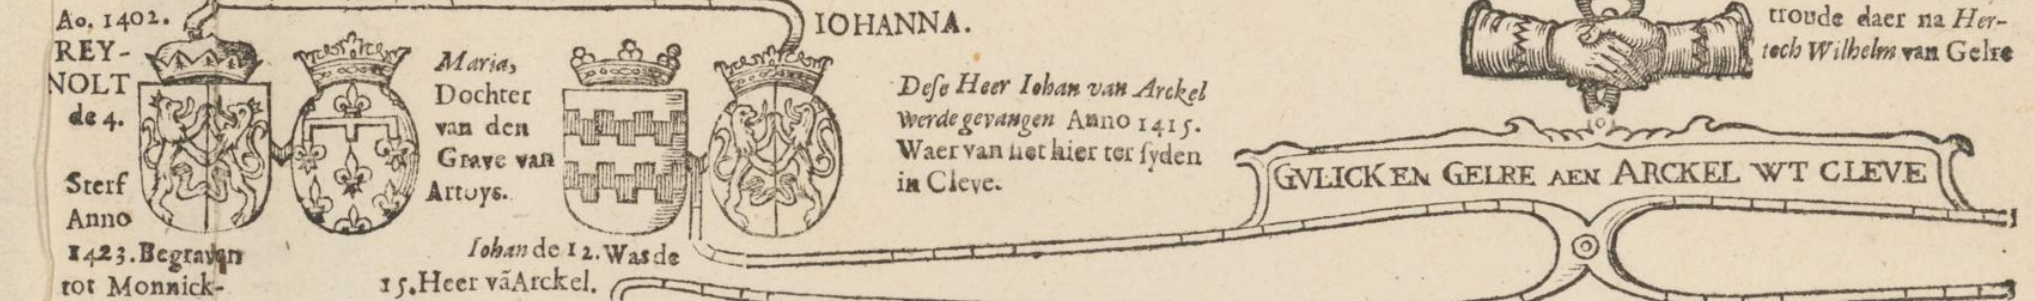 Ao. 1402.
REY-
NOLT
de 4.
Sterf
Anno
1423. Begraven
tot Monnick-
Maria,
Dochter
van den
Grave van
Artoys.
IOHANNA.
Iohan de 12. Was de
15. Heer vã Arckel.
Dese Heer Iohan van Arckel
werde gevangen Anno 1415.
Waer van siet hier ter syden
in Cleve.
troude daer na Her-
toch Wilhelm van Gelre
GVLICK EN GELRE AEN ARCKEL WT CLEVE